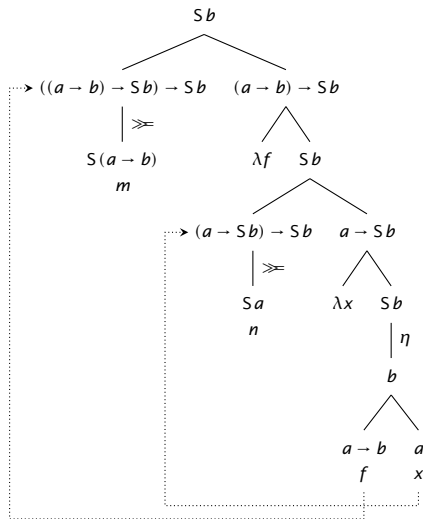 S b
((a → b) → S b) → S b (a → b) → S b
≫=
S (a → b) λf S b
m
(a → S b) → S b a → S b
≫=
S a λx S b
n
η
b
a → b a
f x